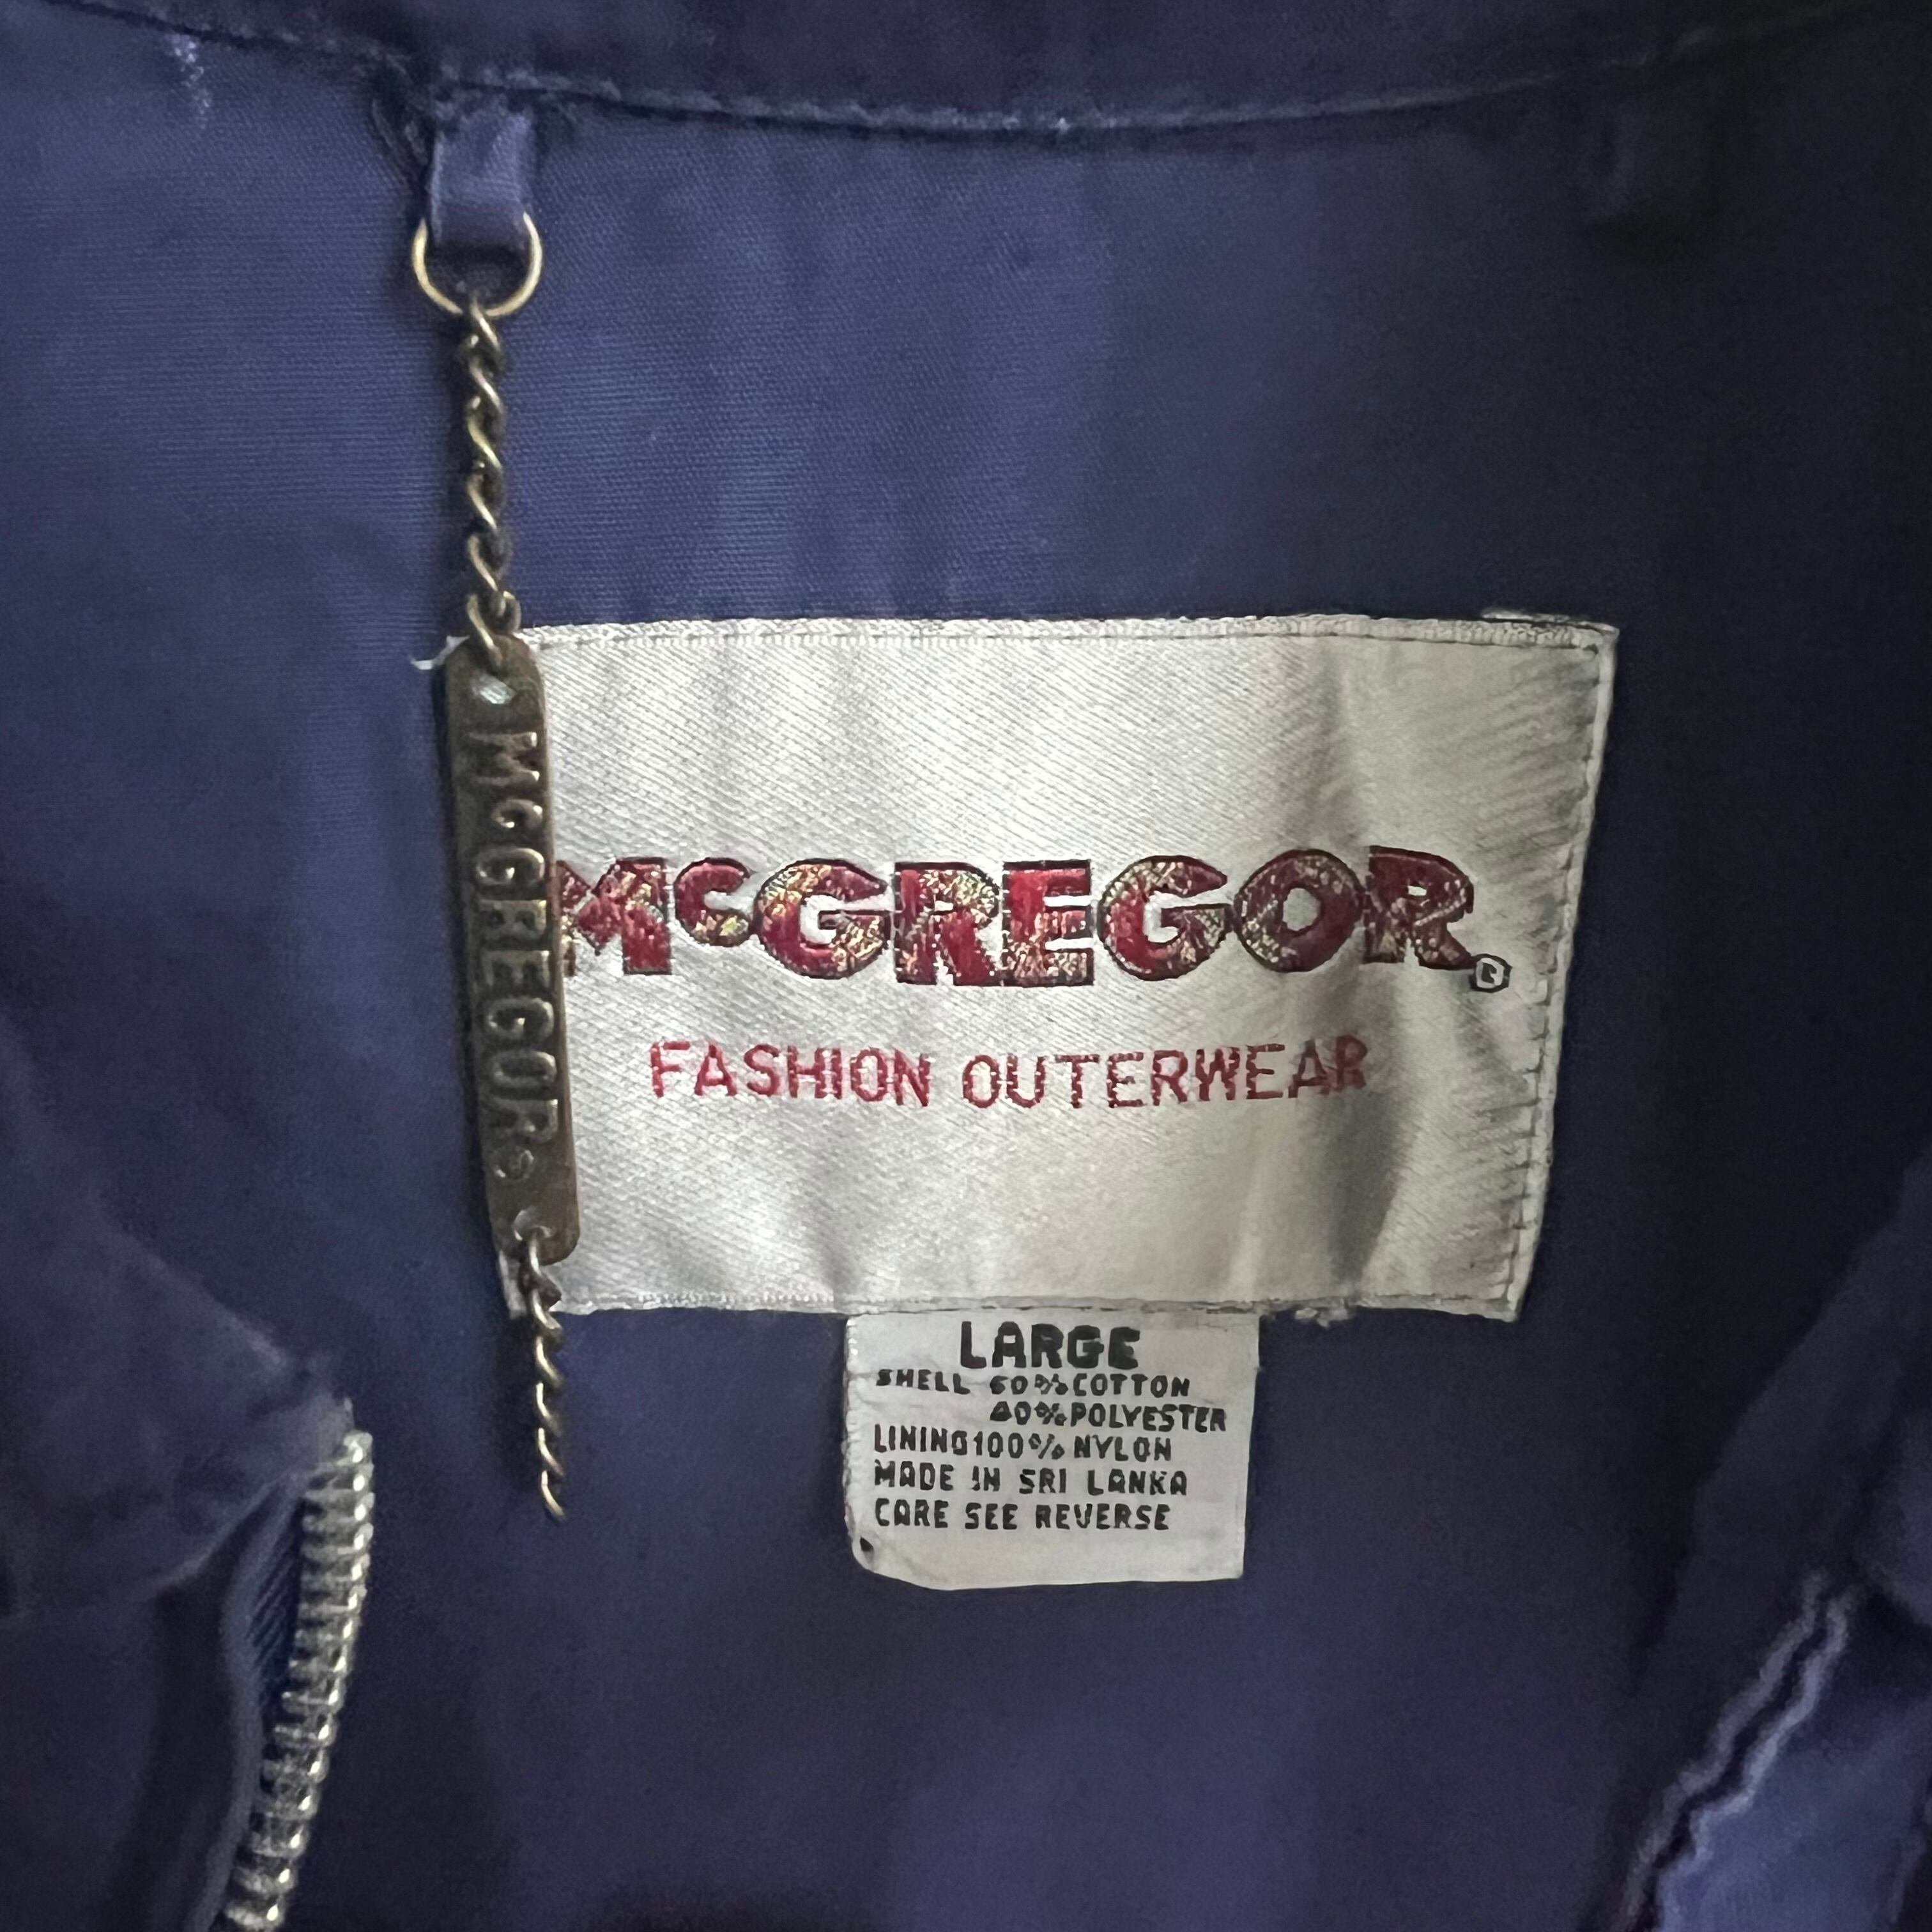 McGREGOR®
McGREGOR®
FASHION OUTERWEAR
LARGE
SHELL 60% COTTON
40% POLYESTER
LINING 100% NYLON
MADE IN SRI LANKA
CARE SEE REVERSE